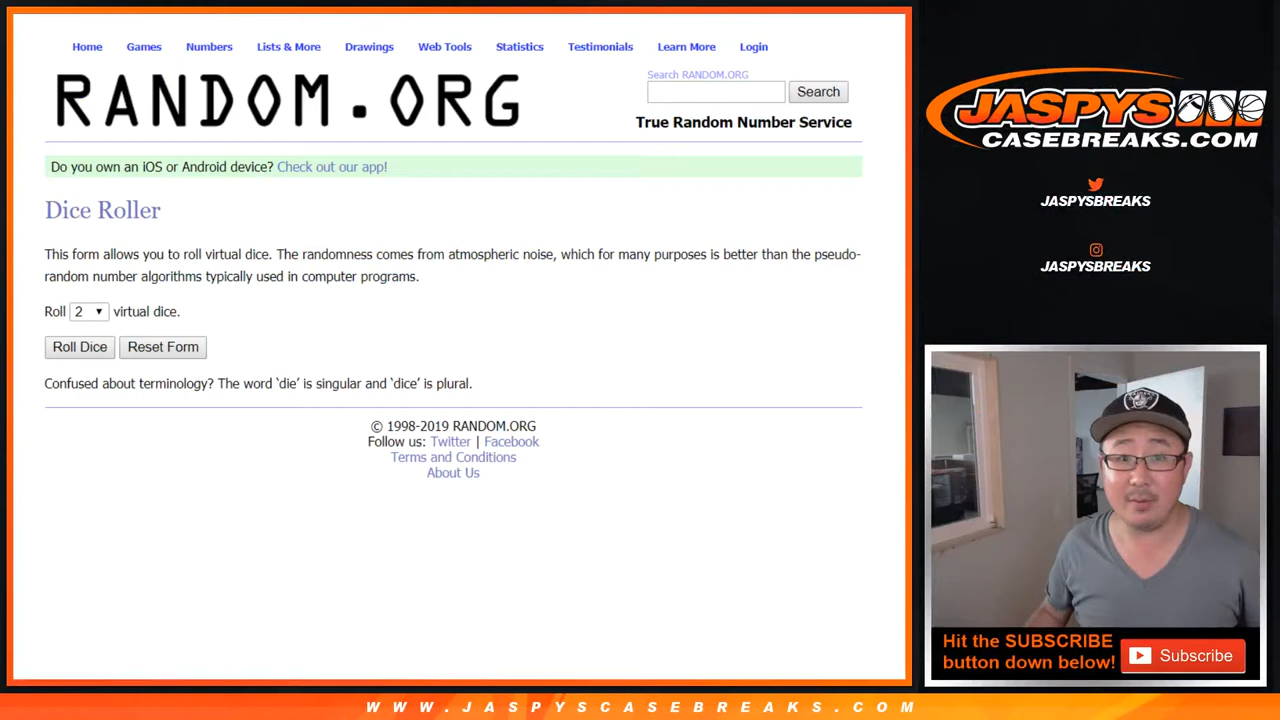 Home Games Numbers Lists & More Drawings Web Tools Statistics Testimonials Learn More Login
RANDOM.ORG
Search RANDOM.ORG
Search
True Random Number Service
Do you own an iOS or Android device? Check out our app!
Dice Roller
This form allows you to roll virtual dice. The randomness comes from atmospheric noise, which for many purposes is better than the pseudo-
random number algorithms typically used in computer programs.
Roll 2 virtual dice.
Roll Dice Reset Form
Confused about terminology? The word ‘die’ is singular and ‘dice’ is plural.
© 1998-2019 RANDOM.ORG
Follow us: Twitter | Facebook
Terms and Conditions
About Us
JASPYS
CASEBREAKS.COM
JASPYSBREAKS
JASPYSBREAKS
Hit the SUBSCRIBE
button down below!
Subscribe
WWW.JASPYSCASEBREAKS.COM